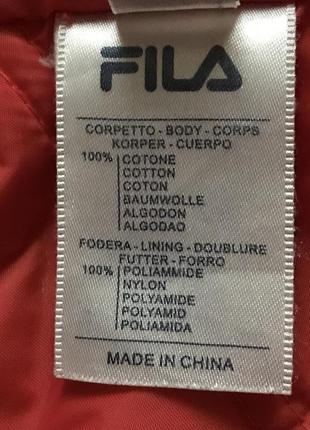 FILA
CORPETTO - BODY - CORPS
KORPER - CUERPO
100% COTONE
COTTON
COTON
BAUMWOLLE
ALGODON
ALGODAO
FODERA - LINING - DOUBLURE
FUTTER - FORRO
100% POLIAMMIDE
NYLON
POLYAMIDE
POLYAMID
POLIAMIDA
MADE IN CHINA